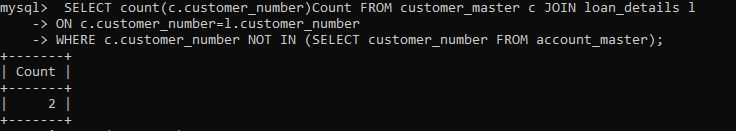 mysql>  SELECT count(c.customer_number)Count FROM customer_master c JOIN loan_details l
    -> ON c.customer_number=l.customer_number
    -> WHERE c.customer_number NOT IN (SELECT customer_number FROM account_master);
+-------+
| Count |
+-------+
|     2 |
+-------+